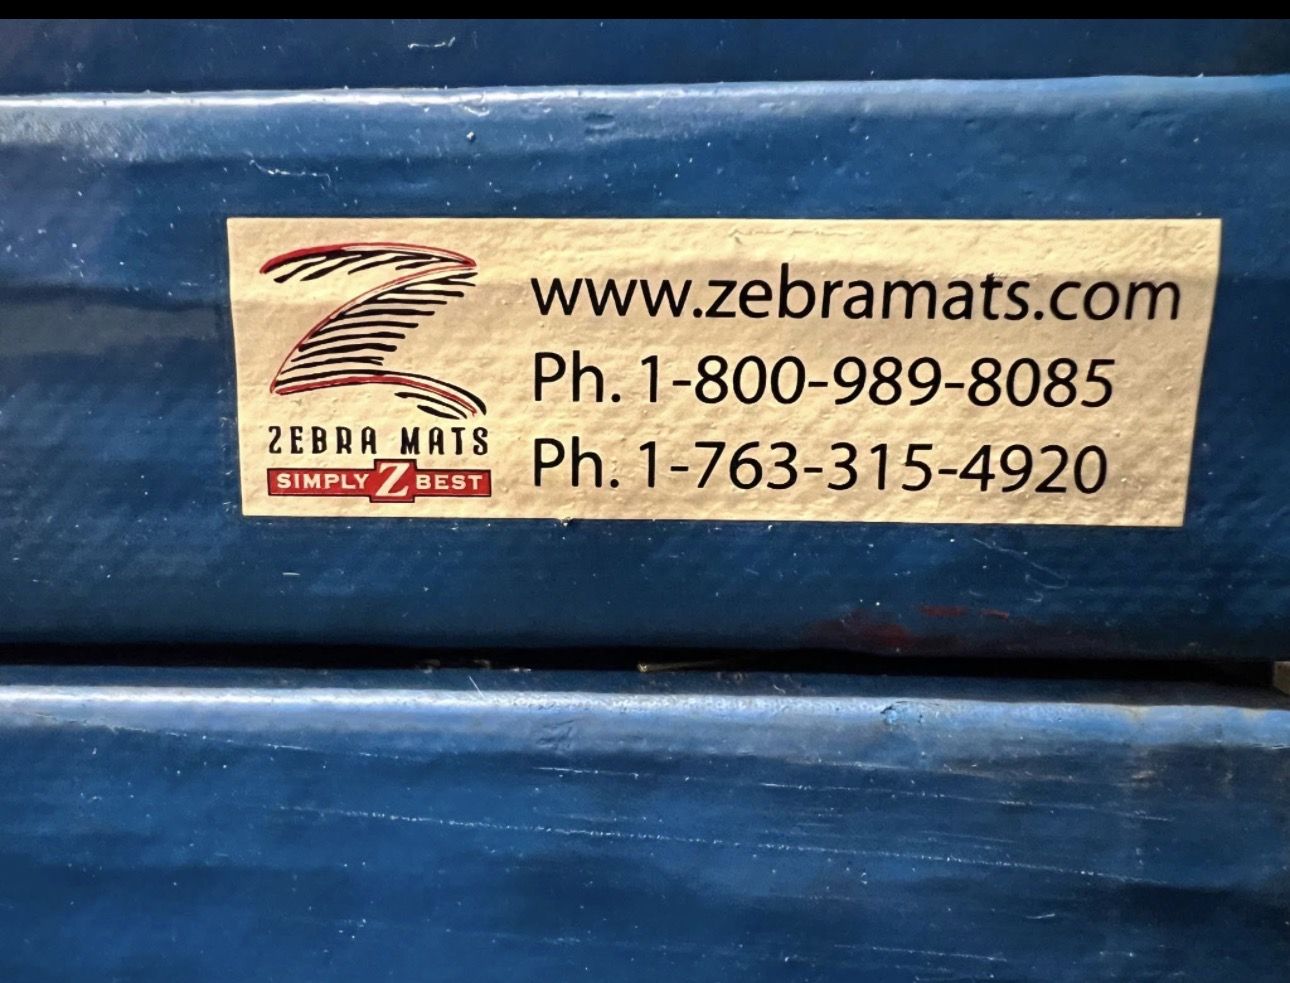 www.zebramats.com
Ph. 1-800-989-8085
Ph. 1-763-315-4920
ZEBRA MATS
SIMPLY Z BEST